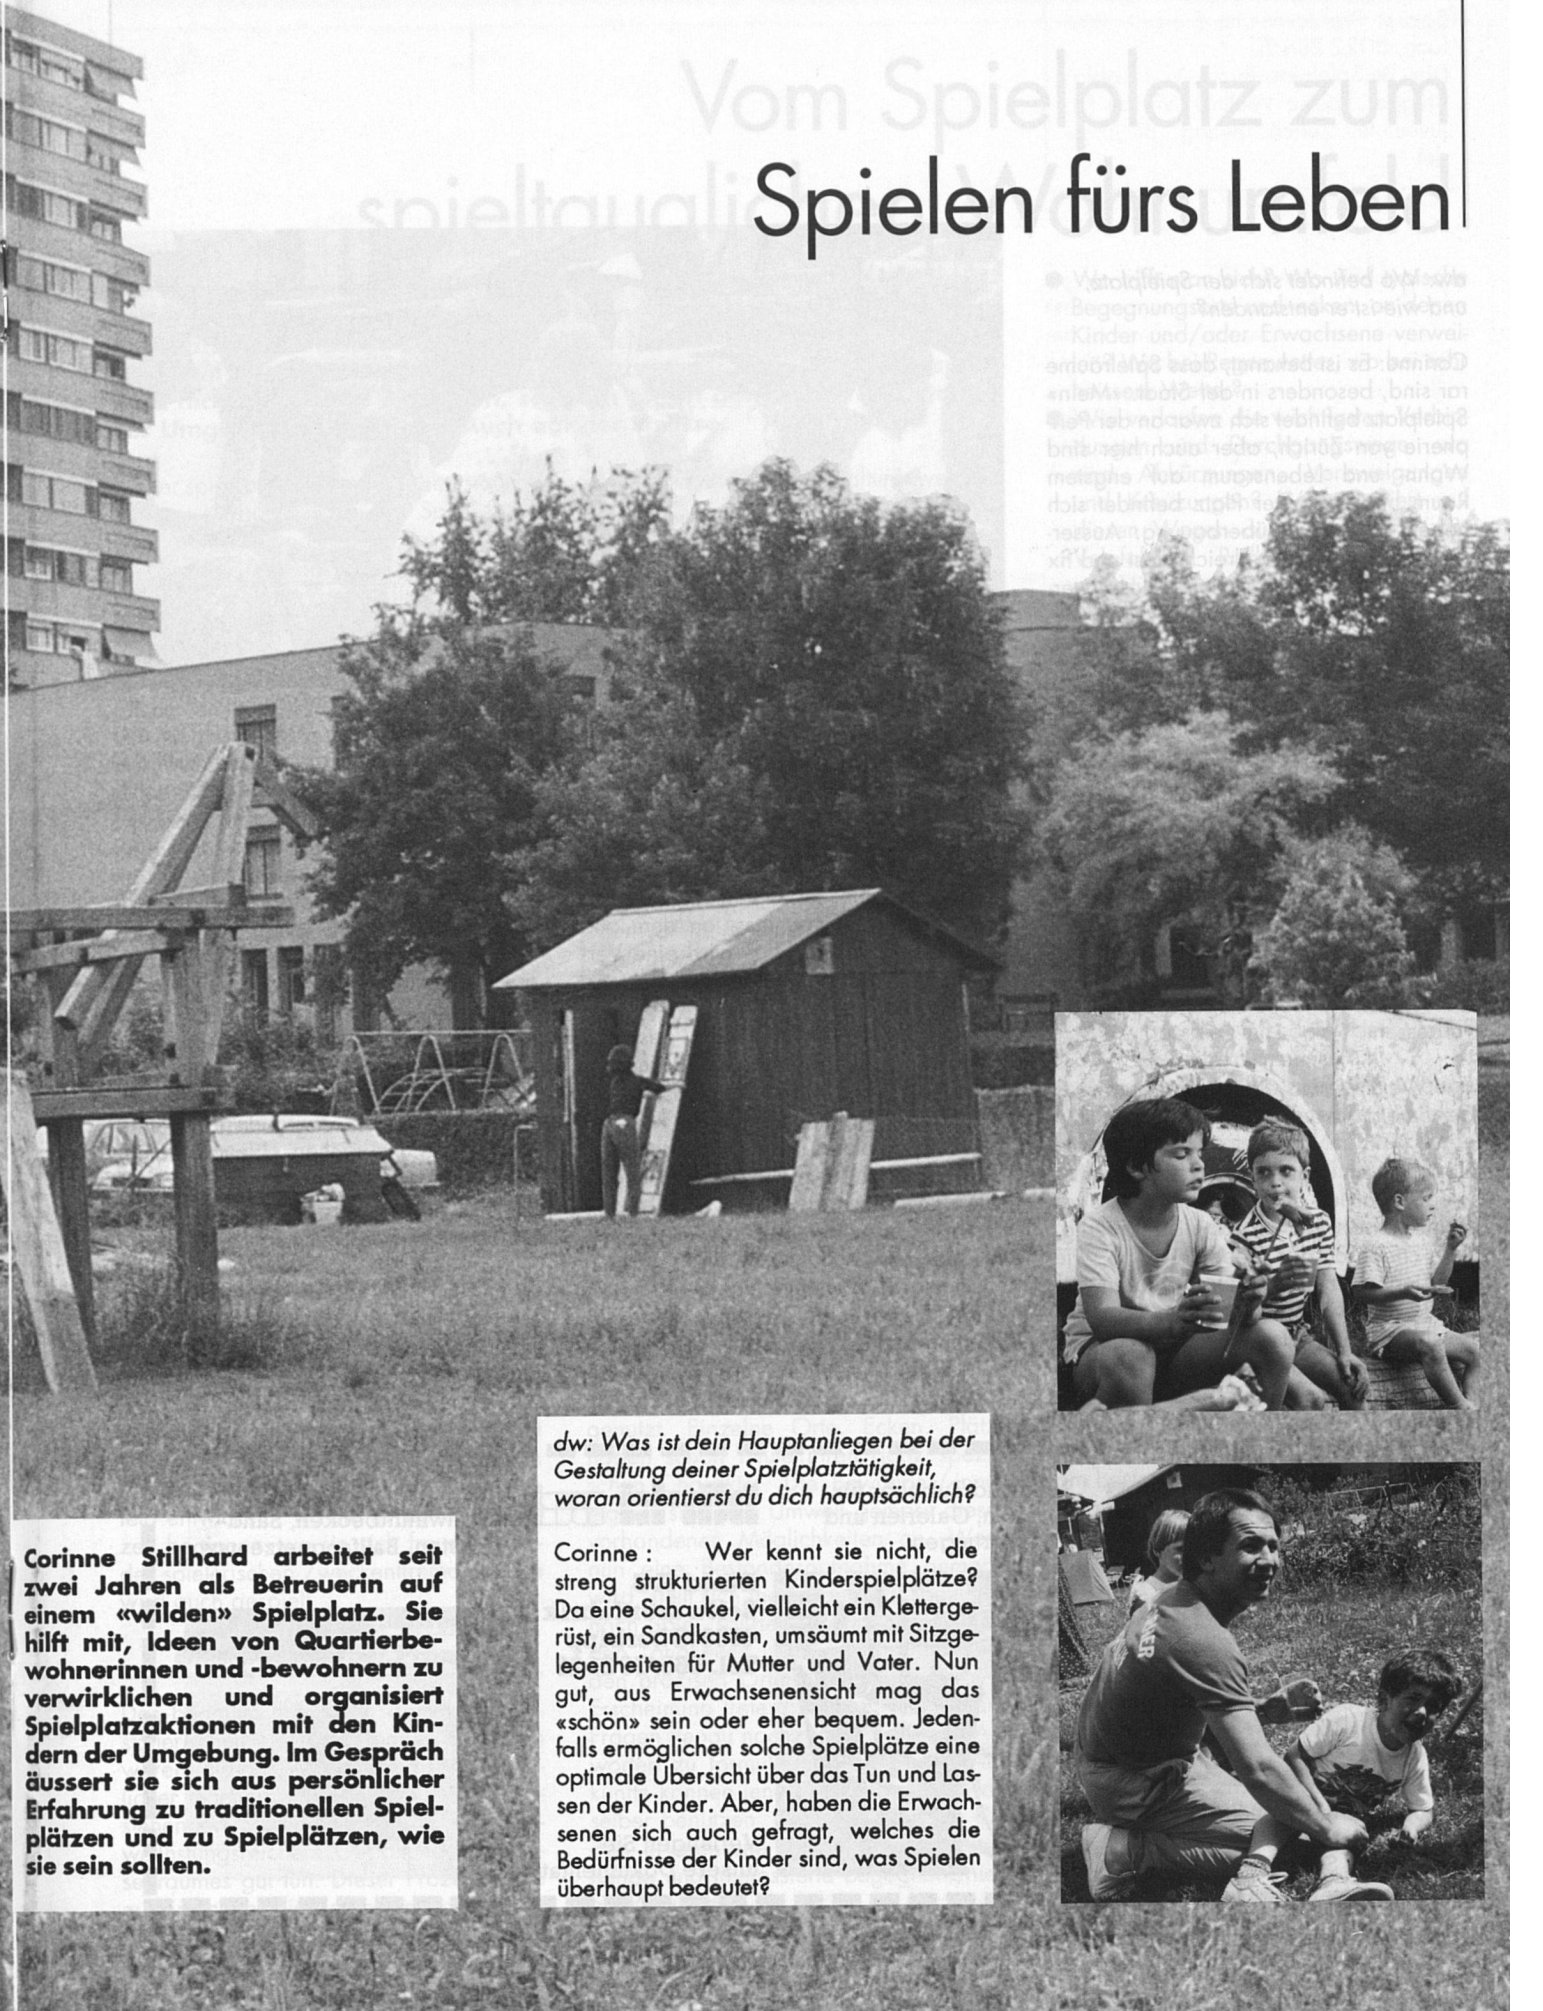 Spielen fürs Leben
Corinne Stillhard arbeitet seit
zwei Jahren als Betreuerin auf
einem «wilden» Spielplatz. Sie
hilft mit, Ideen von Quartierbe-
wohnerinnen und -bewohnern zu
verwirklichen und organisiert
Spielplatzaktionen mit den Kin-
dern der Umgebung. Im Gespräch
äussert sie sich aus persönlicher
Erfahrung zu traditionellen Spiel-
plätzen und zu Spielplätzen, wie
sie sein sollten.
dw: Was ist dein Hauptanliegen bei der
Gestaltung deiner Spielplatztätigkeit,
woran orientierst du dich hauptsächlich?
Corinne : Wer kennt sie nicht, die
streng strukturierten Kinderspielplätze?
Da eine Schaukel, vielleicht ein Kletterge-
rüst, ein Sandkasten, umsäumt mit Sitzge-
legenheiten für Mutter und Vater. Nun
gut, aus Erwachsenensicht mag das
«schön» sein oder eher bequem. Jeden-
falls ermöglichen solche Spielplätze eine
optimale Übersicht über das Tun und Las-
sen der Kinder. Aber, haben die Erwach-
senen sich auch gefragt, welches die
Bedürfnisse der Kinder sind, was Spielen
überhaupt bedeutet?